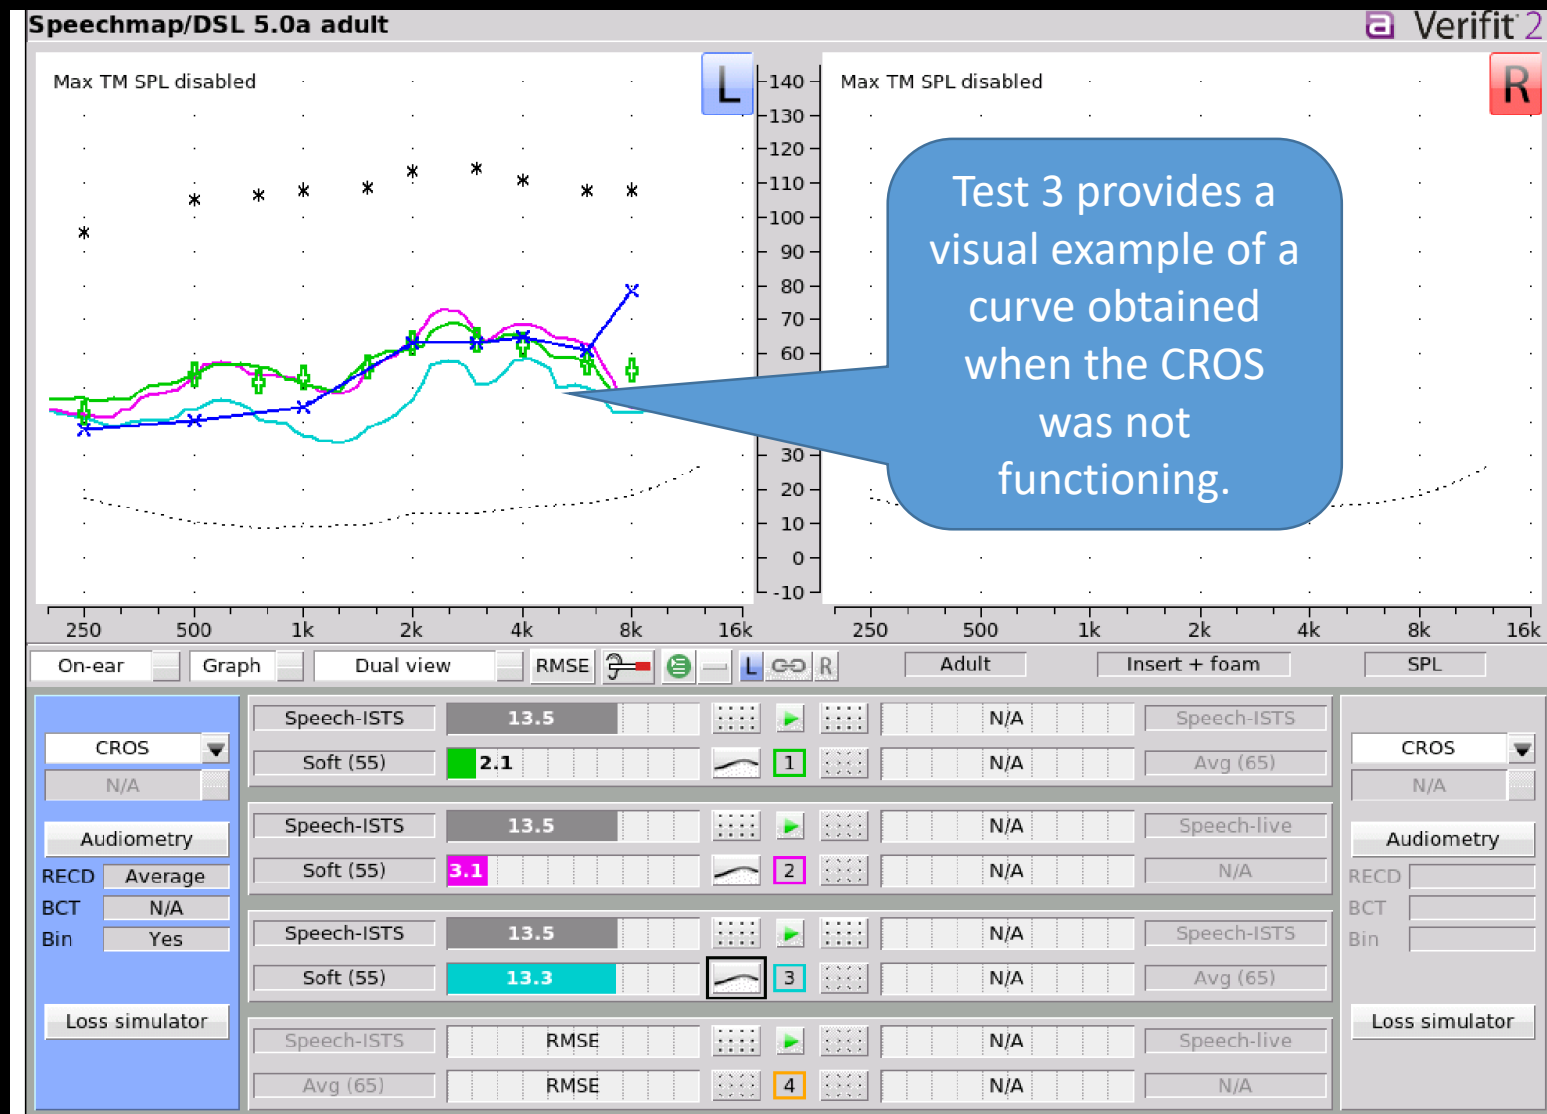 Speechmap/DSL 5.0a adult
a Verifit 2
Max TM SPL disabled
L
Max TM SPL disabled
R
140
130
120
110
100
90
80
70
60
30
20
10
0
-10
Test 3 provides a
visual example of a
curve obtained
when the CROS
was not
functioning.
250 500 1k 2k 4k 8k 16k
250 500 1k 2k 4k 8k 16k
On-ear Graph Dual view RMSE L R Adult Insert + foam SPL
CROS
N/A
Audiometry
RECD Average
BCT N/A
Bin Yes
Loss simulator
Speech-ISTS 13.5 N/A Speech-ISTS
Soft (55) 2.1 1 N/A Avg (65)
Speech-ISTS 13.5 N/A Speech-live
Soft (55) 3.1 2 N/A N/A
Speech-ISTS 13.5 N/A Speech-ISTS
Soft (55) 13.3 3 N/A Avg (65)
Speech-ISTS RMSE N/A Speech-live
Avg (65) RMSE 4 N/A N/A
CROS
N/A
Audiometry
RECD
BCT
Bin
Loss simulator